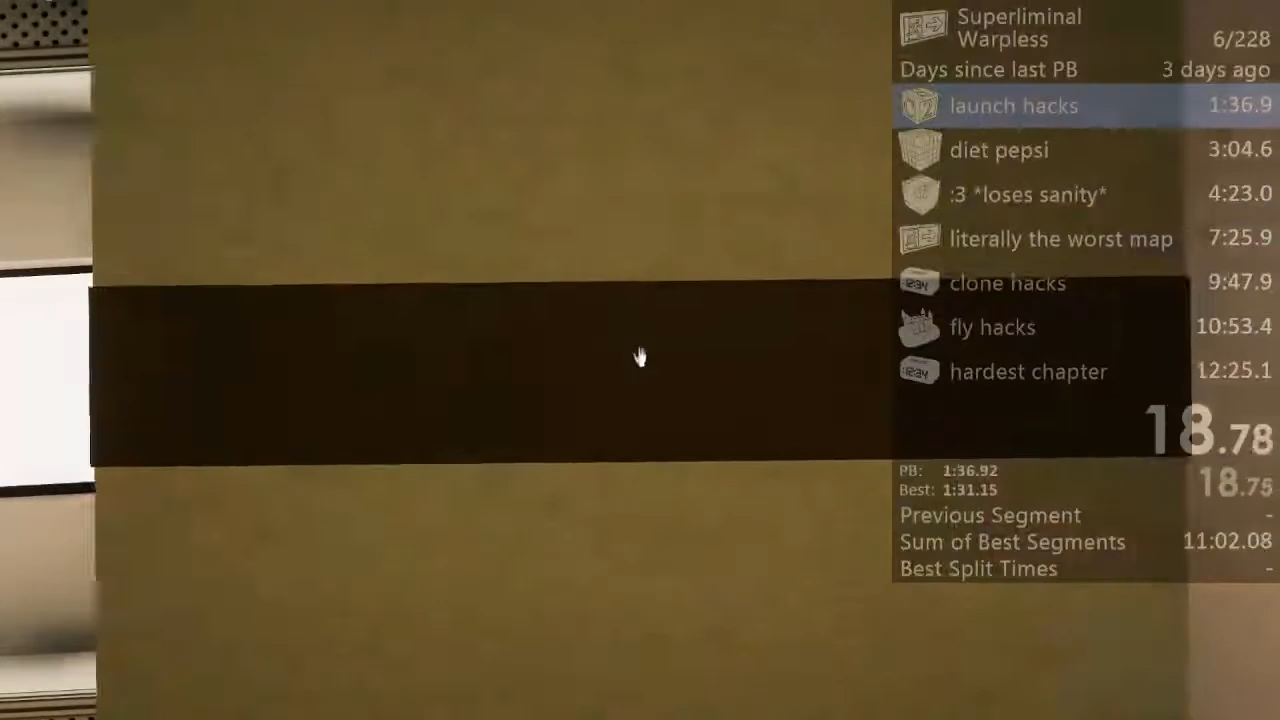 Superliminal
Warpless 6/228
Days since last PB 3 days ago
launch hacks 1:36.9
diet pepsi 3:04.6
:3 *loses sanity* 4:23.0
literally the worst map 7:25.9
clone hacks 9:47.9
fly hacks 10:53.4
hardest chapter 12:25.1
18.78
PB: 1:36.92
Best: 1:31.15 18.75
Previous Segment -
Sum of Best Segments 11:02.08
Best Split Times -